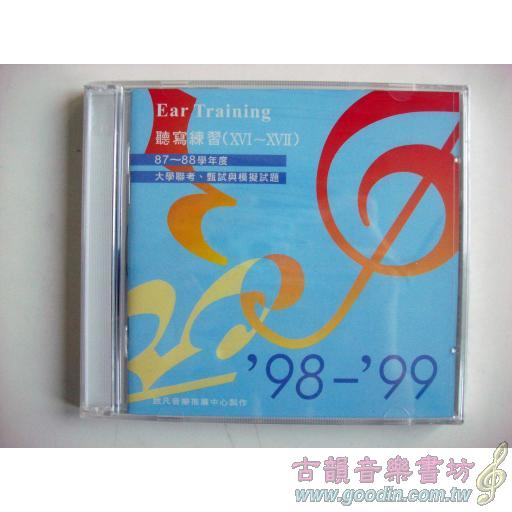 Ear Training
聽寫練習(XVI~XVII)
87~88學年度
大學聯考、甄試與模擬試題
'98-'99
啟凡音樂推廣中心製作
古韻音樂書坊
www.goodin.com.tw